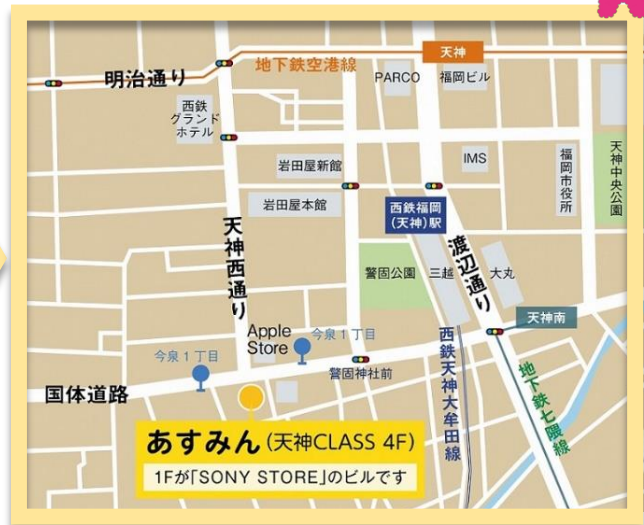 天神
地下鉄空港線
明治通り
PARCO
福岡ビル
西鉄
グランド
ホテル
岩田屋新館
IMS
福岡市役所
天神中央公園
岩田屋本館
西鉄福岡
(天神)駅
天神西通り
渡辺通り
警固公園
三越
大丸
天神南
Apple
Store
今泉1丁目
今泉1丁目
警固神社前
西鉄天神大牟田線
地下鉄七隈線
国体道路
あすみん(天神CLASS 4F)
1Fが「SONY STORE」のビルです